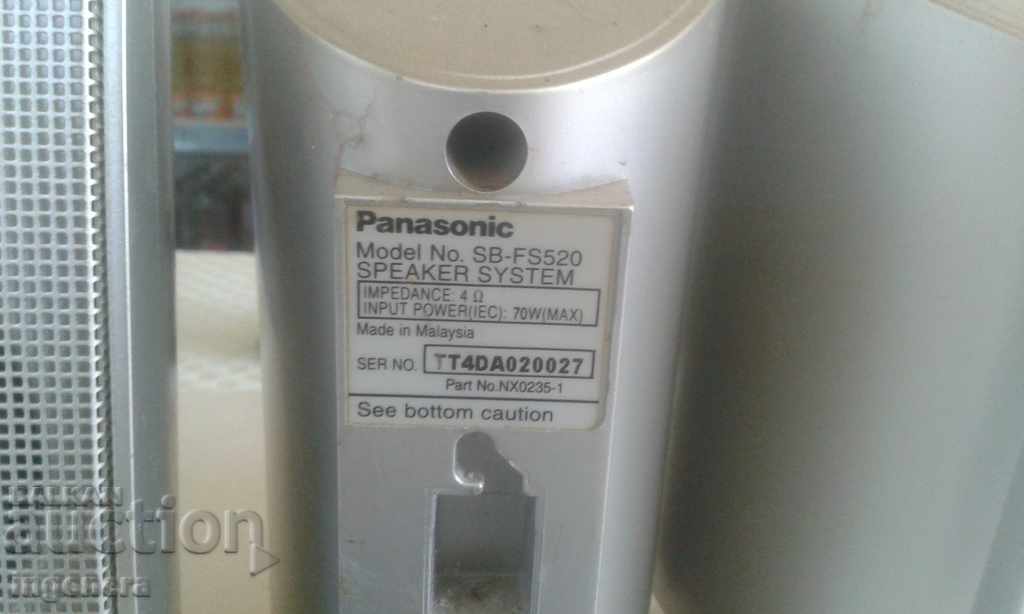 Panasonic
Model No. SB-FS520
SPEAKER SYSTEM
IMPEDANCE: 4 Ω
INPUT POWER(IEC): 70W(MAX)
Made in Malaysia
SER NO. TT4DA020027
Part No.NX0235-1
See bottom caution
BALKAN
auction
ingenera